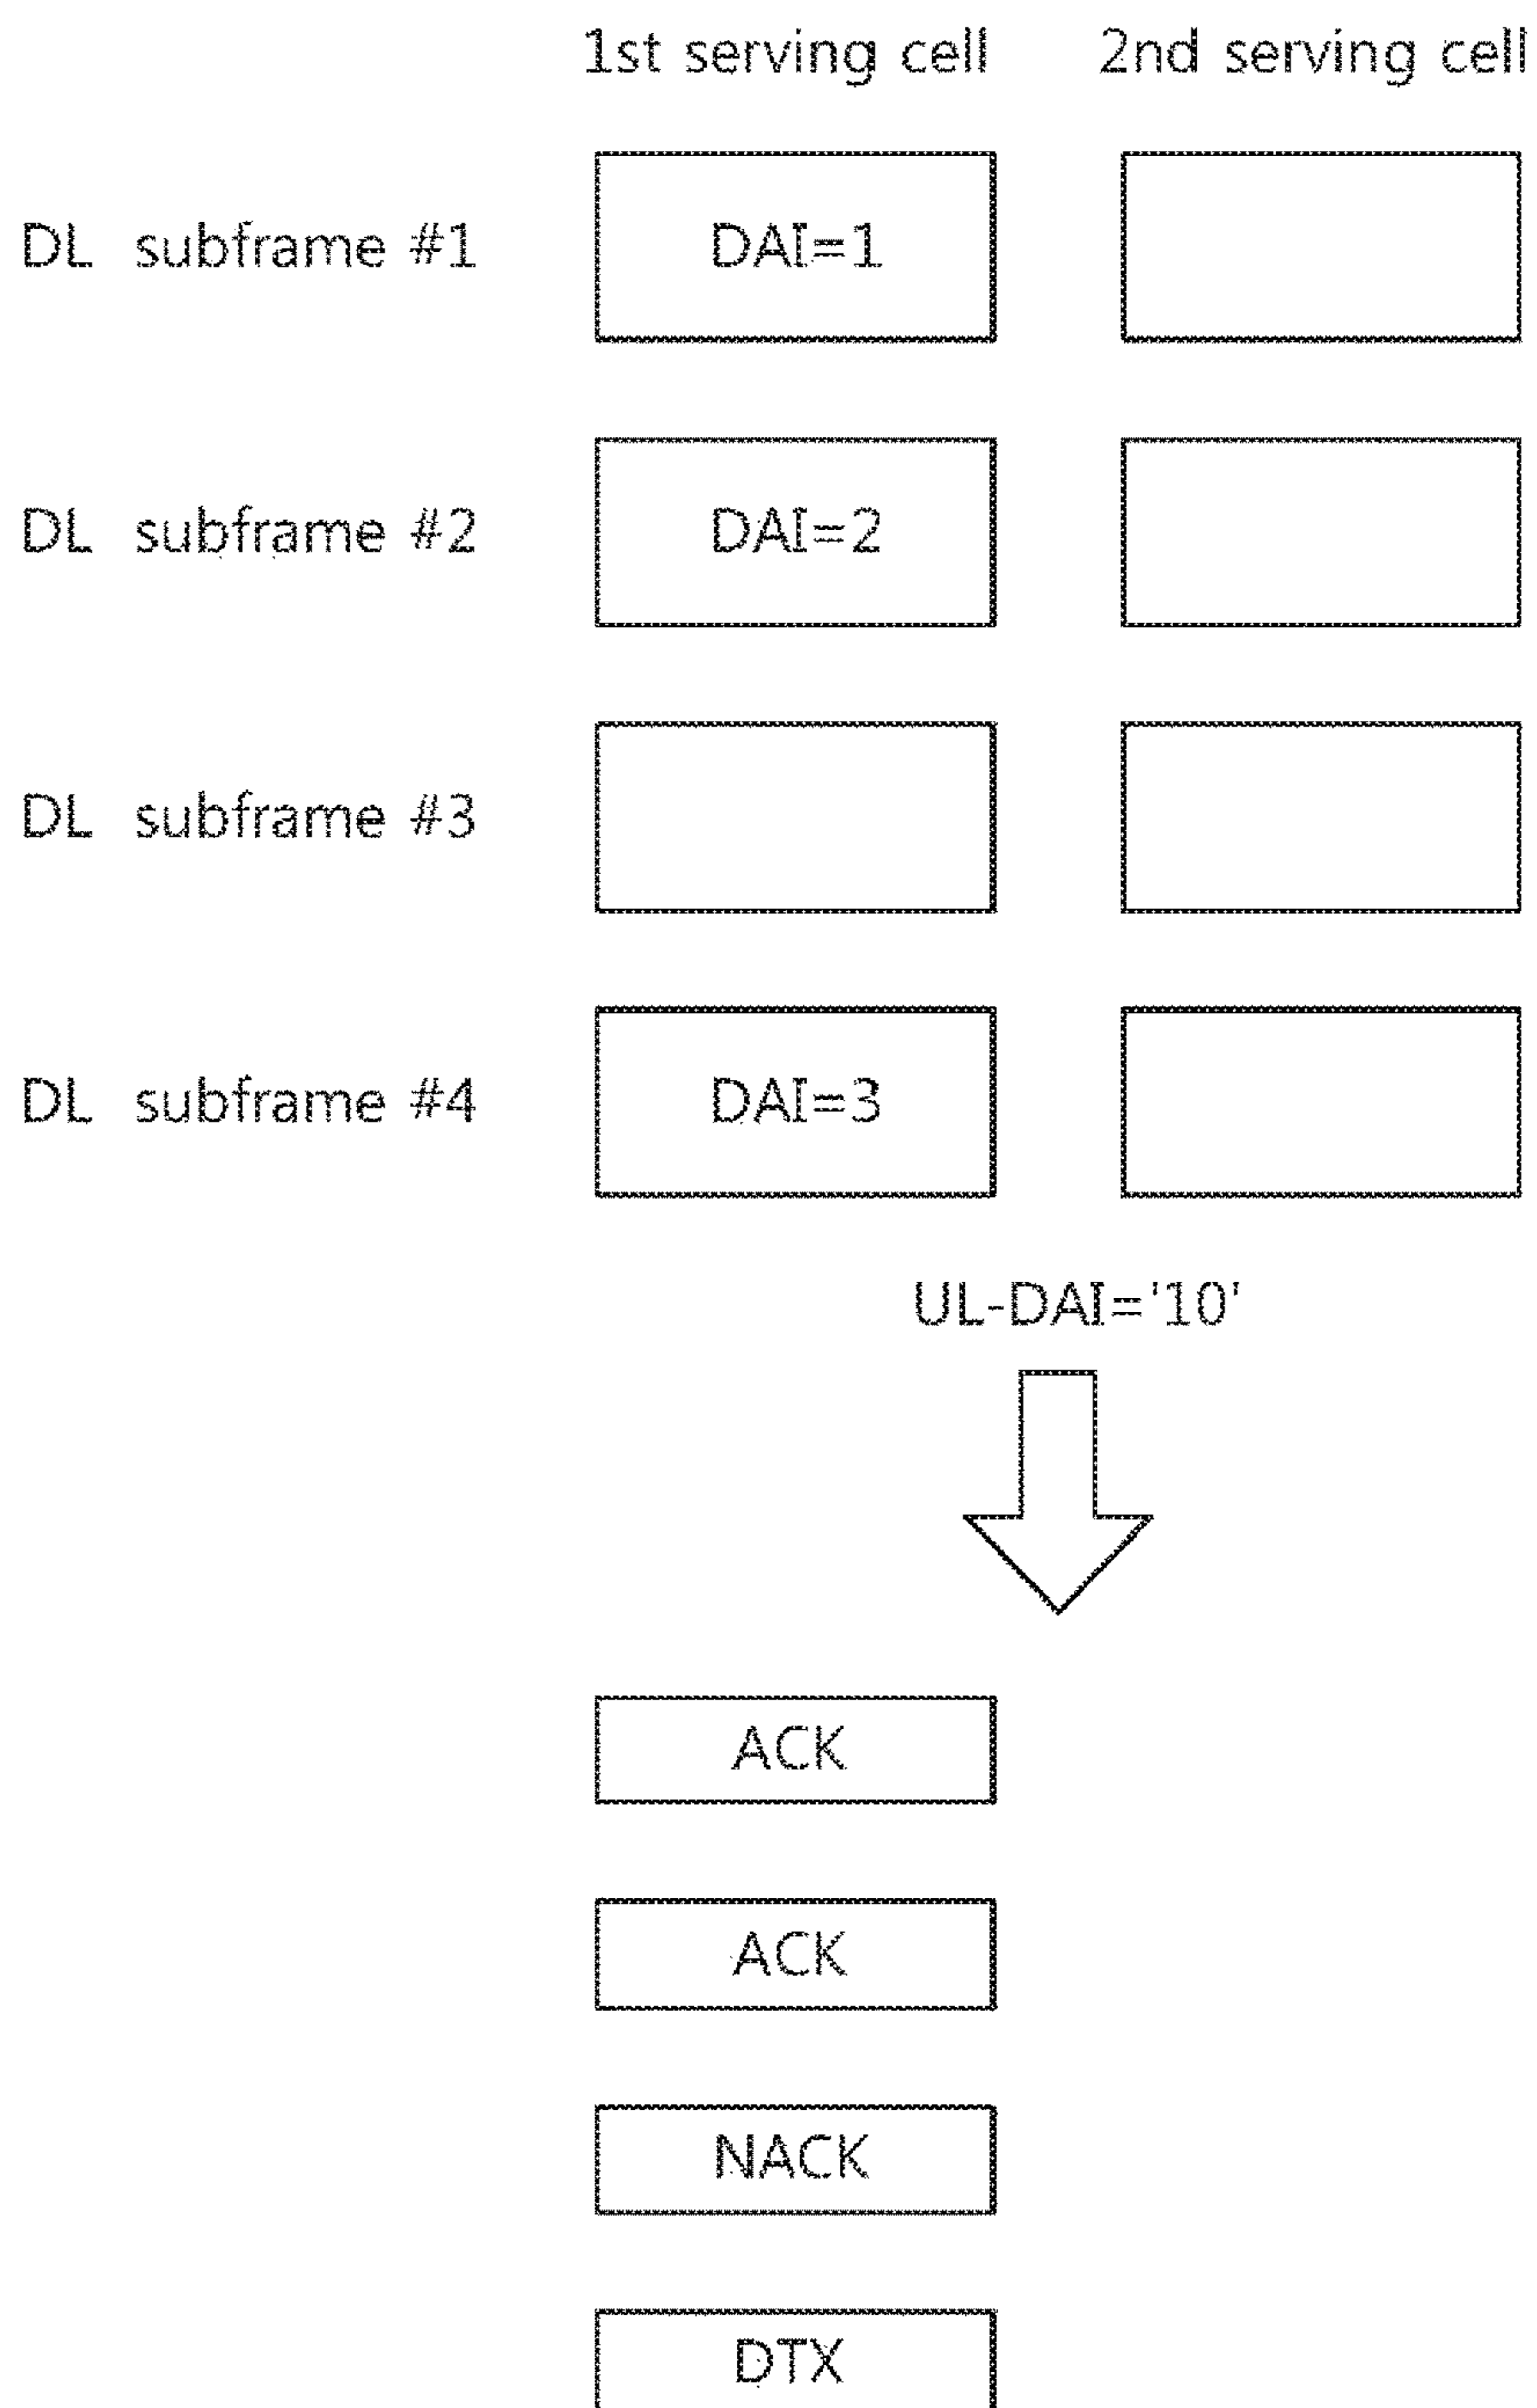 1st serving cell 2nd serving cell
DL subframe #1 DAI=1
DL subframe #2 DAI=2
DL subframe #3
DL subframe #4 DAI=3
UL-DAI='10'
ACK
ACK
NACK
DTX